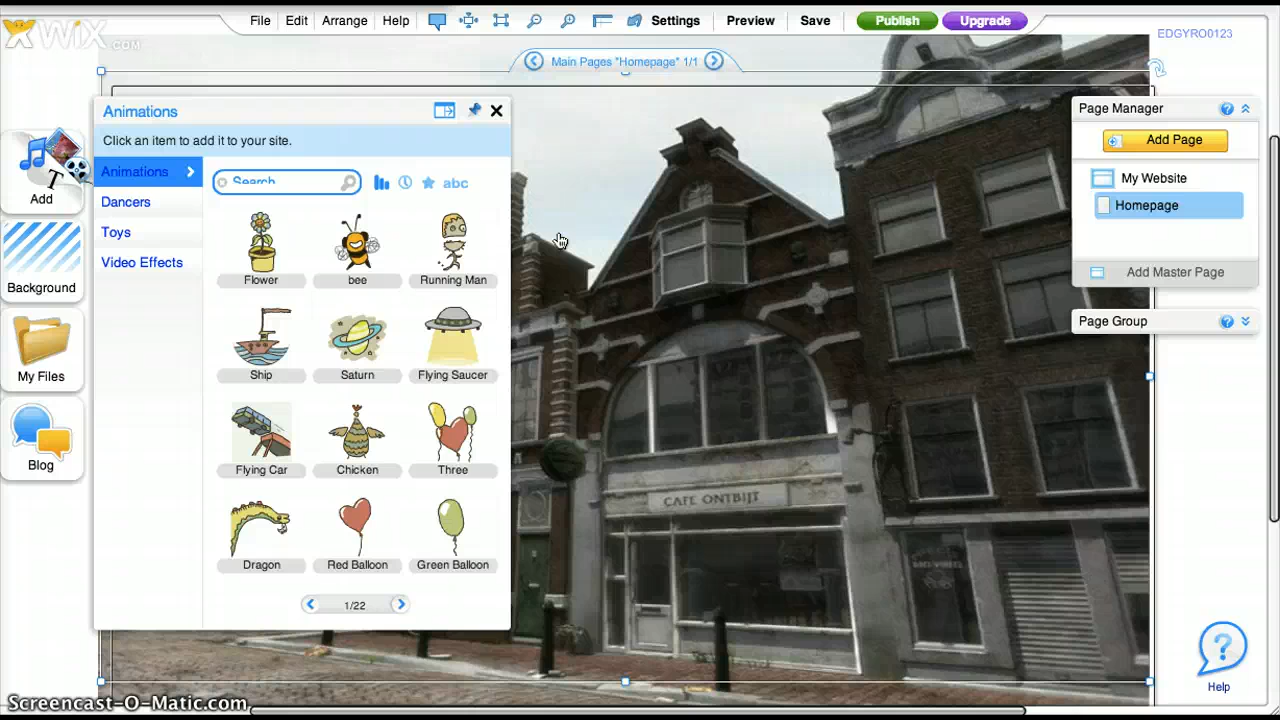 File Edit Arrange Help Settings Preview Save Publish Upgrade
WIX.COM
EDGYRO0123
Main Pages "Homepage" 1/1
Animations
Click an item to add it to your site.
Animations
Dancers
Toys
Video Effects
Search
abc
Flower bee Running Man
Ship Saturn Flying Saucer
Flying Car Chicken Three
Dragon Red Balloon Green Balloon
1/22
Add
T
Background
My Files
Blog
CAFE ONTBIJT
Page Manager
Add Page
My Website
Homepage
Add Master Page
Page Group
Help
Screencast-O-Matic.com